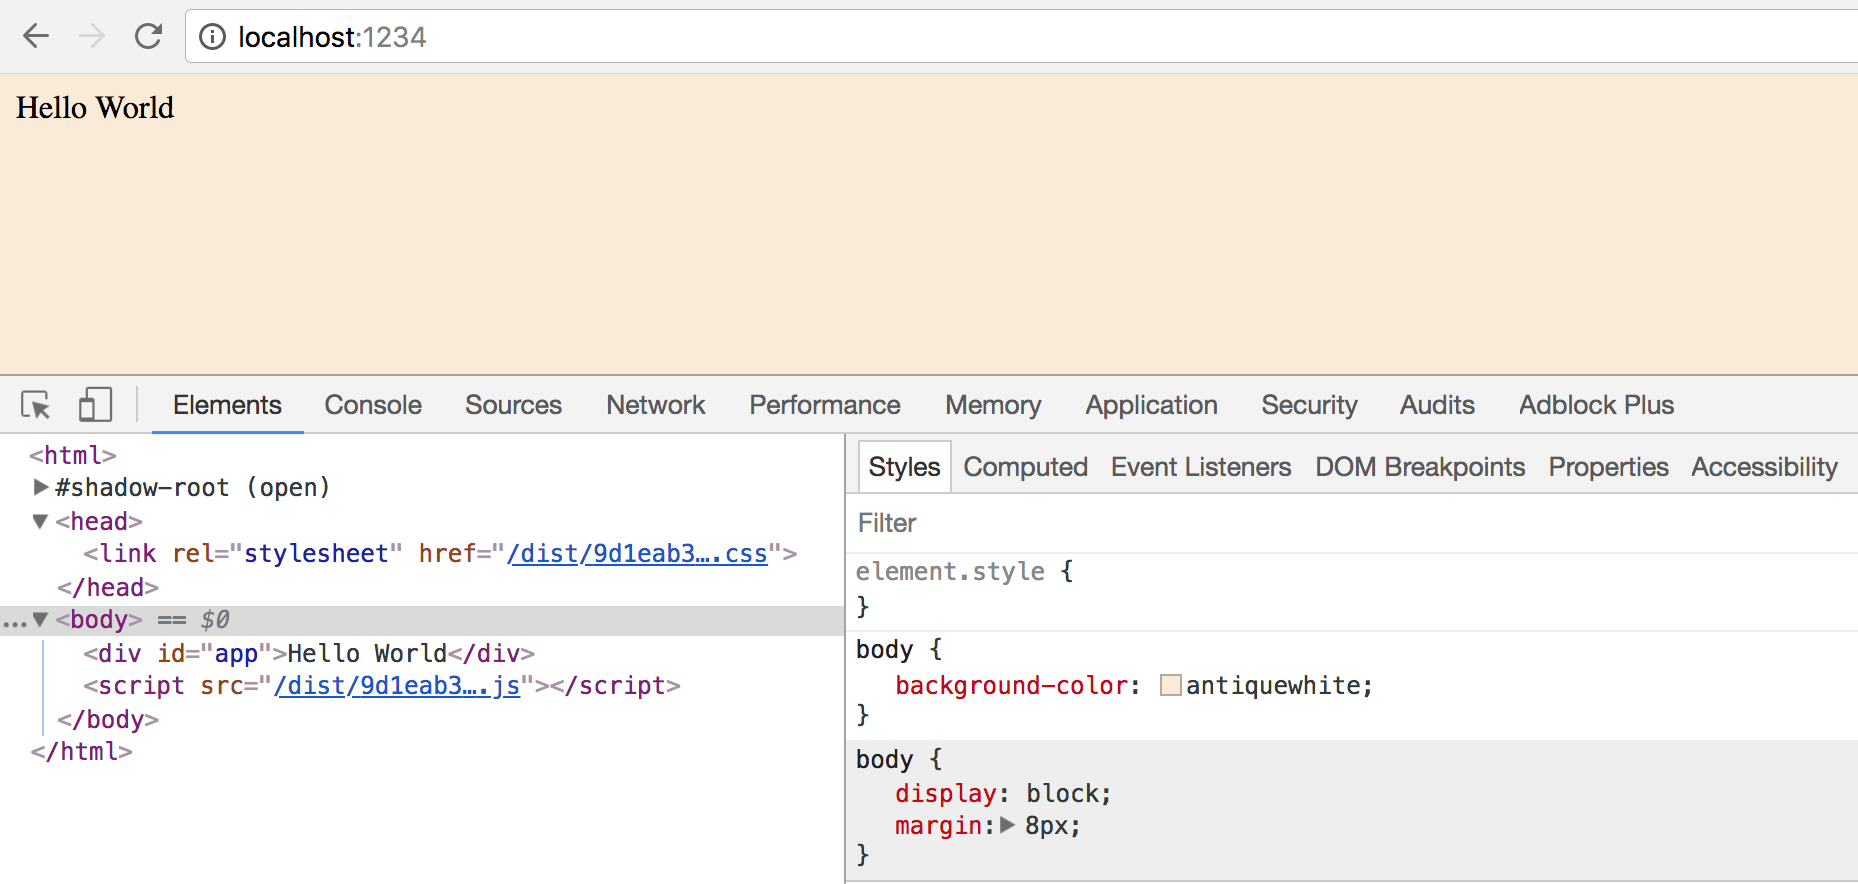 localhost:1234
Hello World
Elements Console Sources Network Performance Memory Application Security Audits Adblock Plus
<html>
#shadow-root (open)
<head>
<link rel="stylesheet" href="/dist/9d1eab3….css">
</head>
…<body> == $0
<div id="app">Hello World</div>
<script src="/dist/9d1eab3….js"></script>
</body>
</html>
Styles Computed Event Listeners DOM Breakpoints Properties Accessibility
Filter
element.style {
}
body {
background-color: antiquewhite;
}
body {
display: block;
margin: 8px;
}